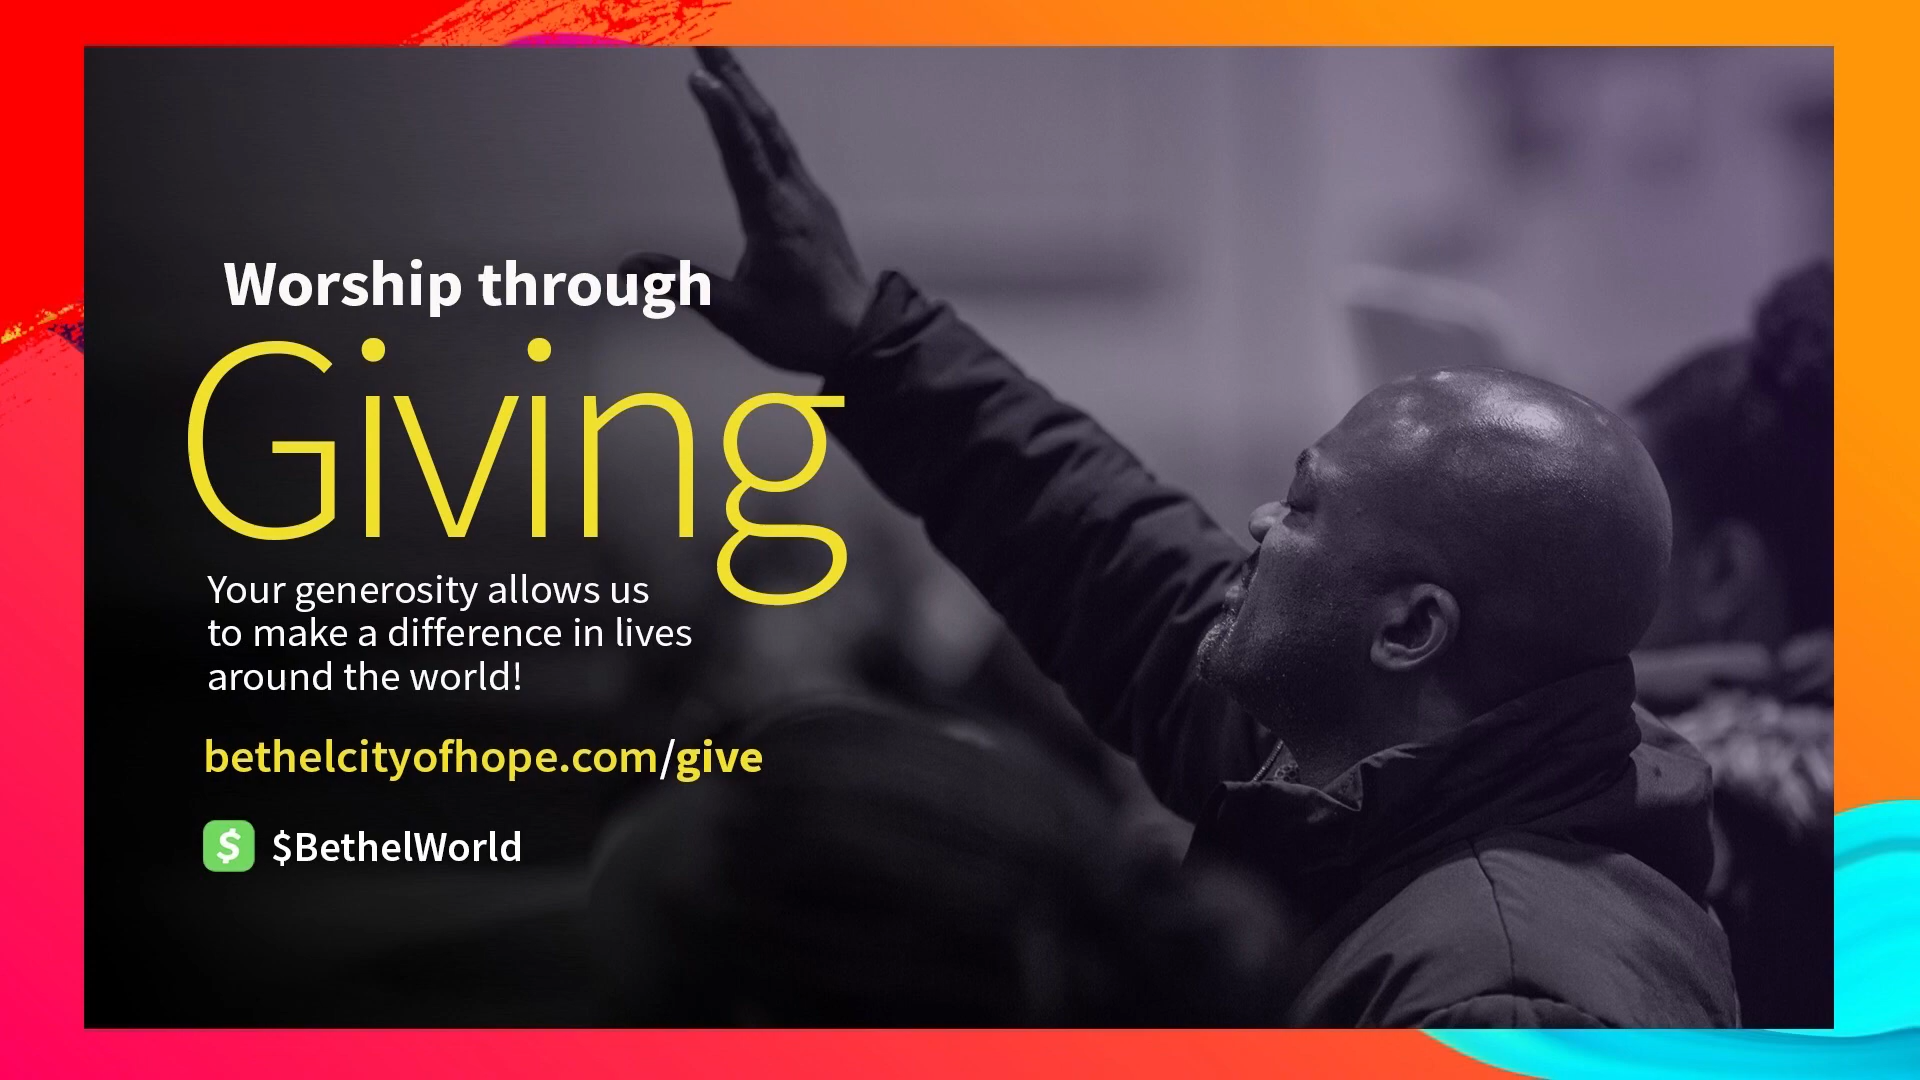 Worship through
Giving
Your generosity allows us
to make a difference in lives
around the world!
bethelcityofhope.com/give
$ $BethelWorld